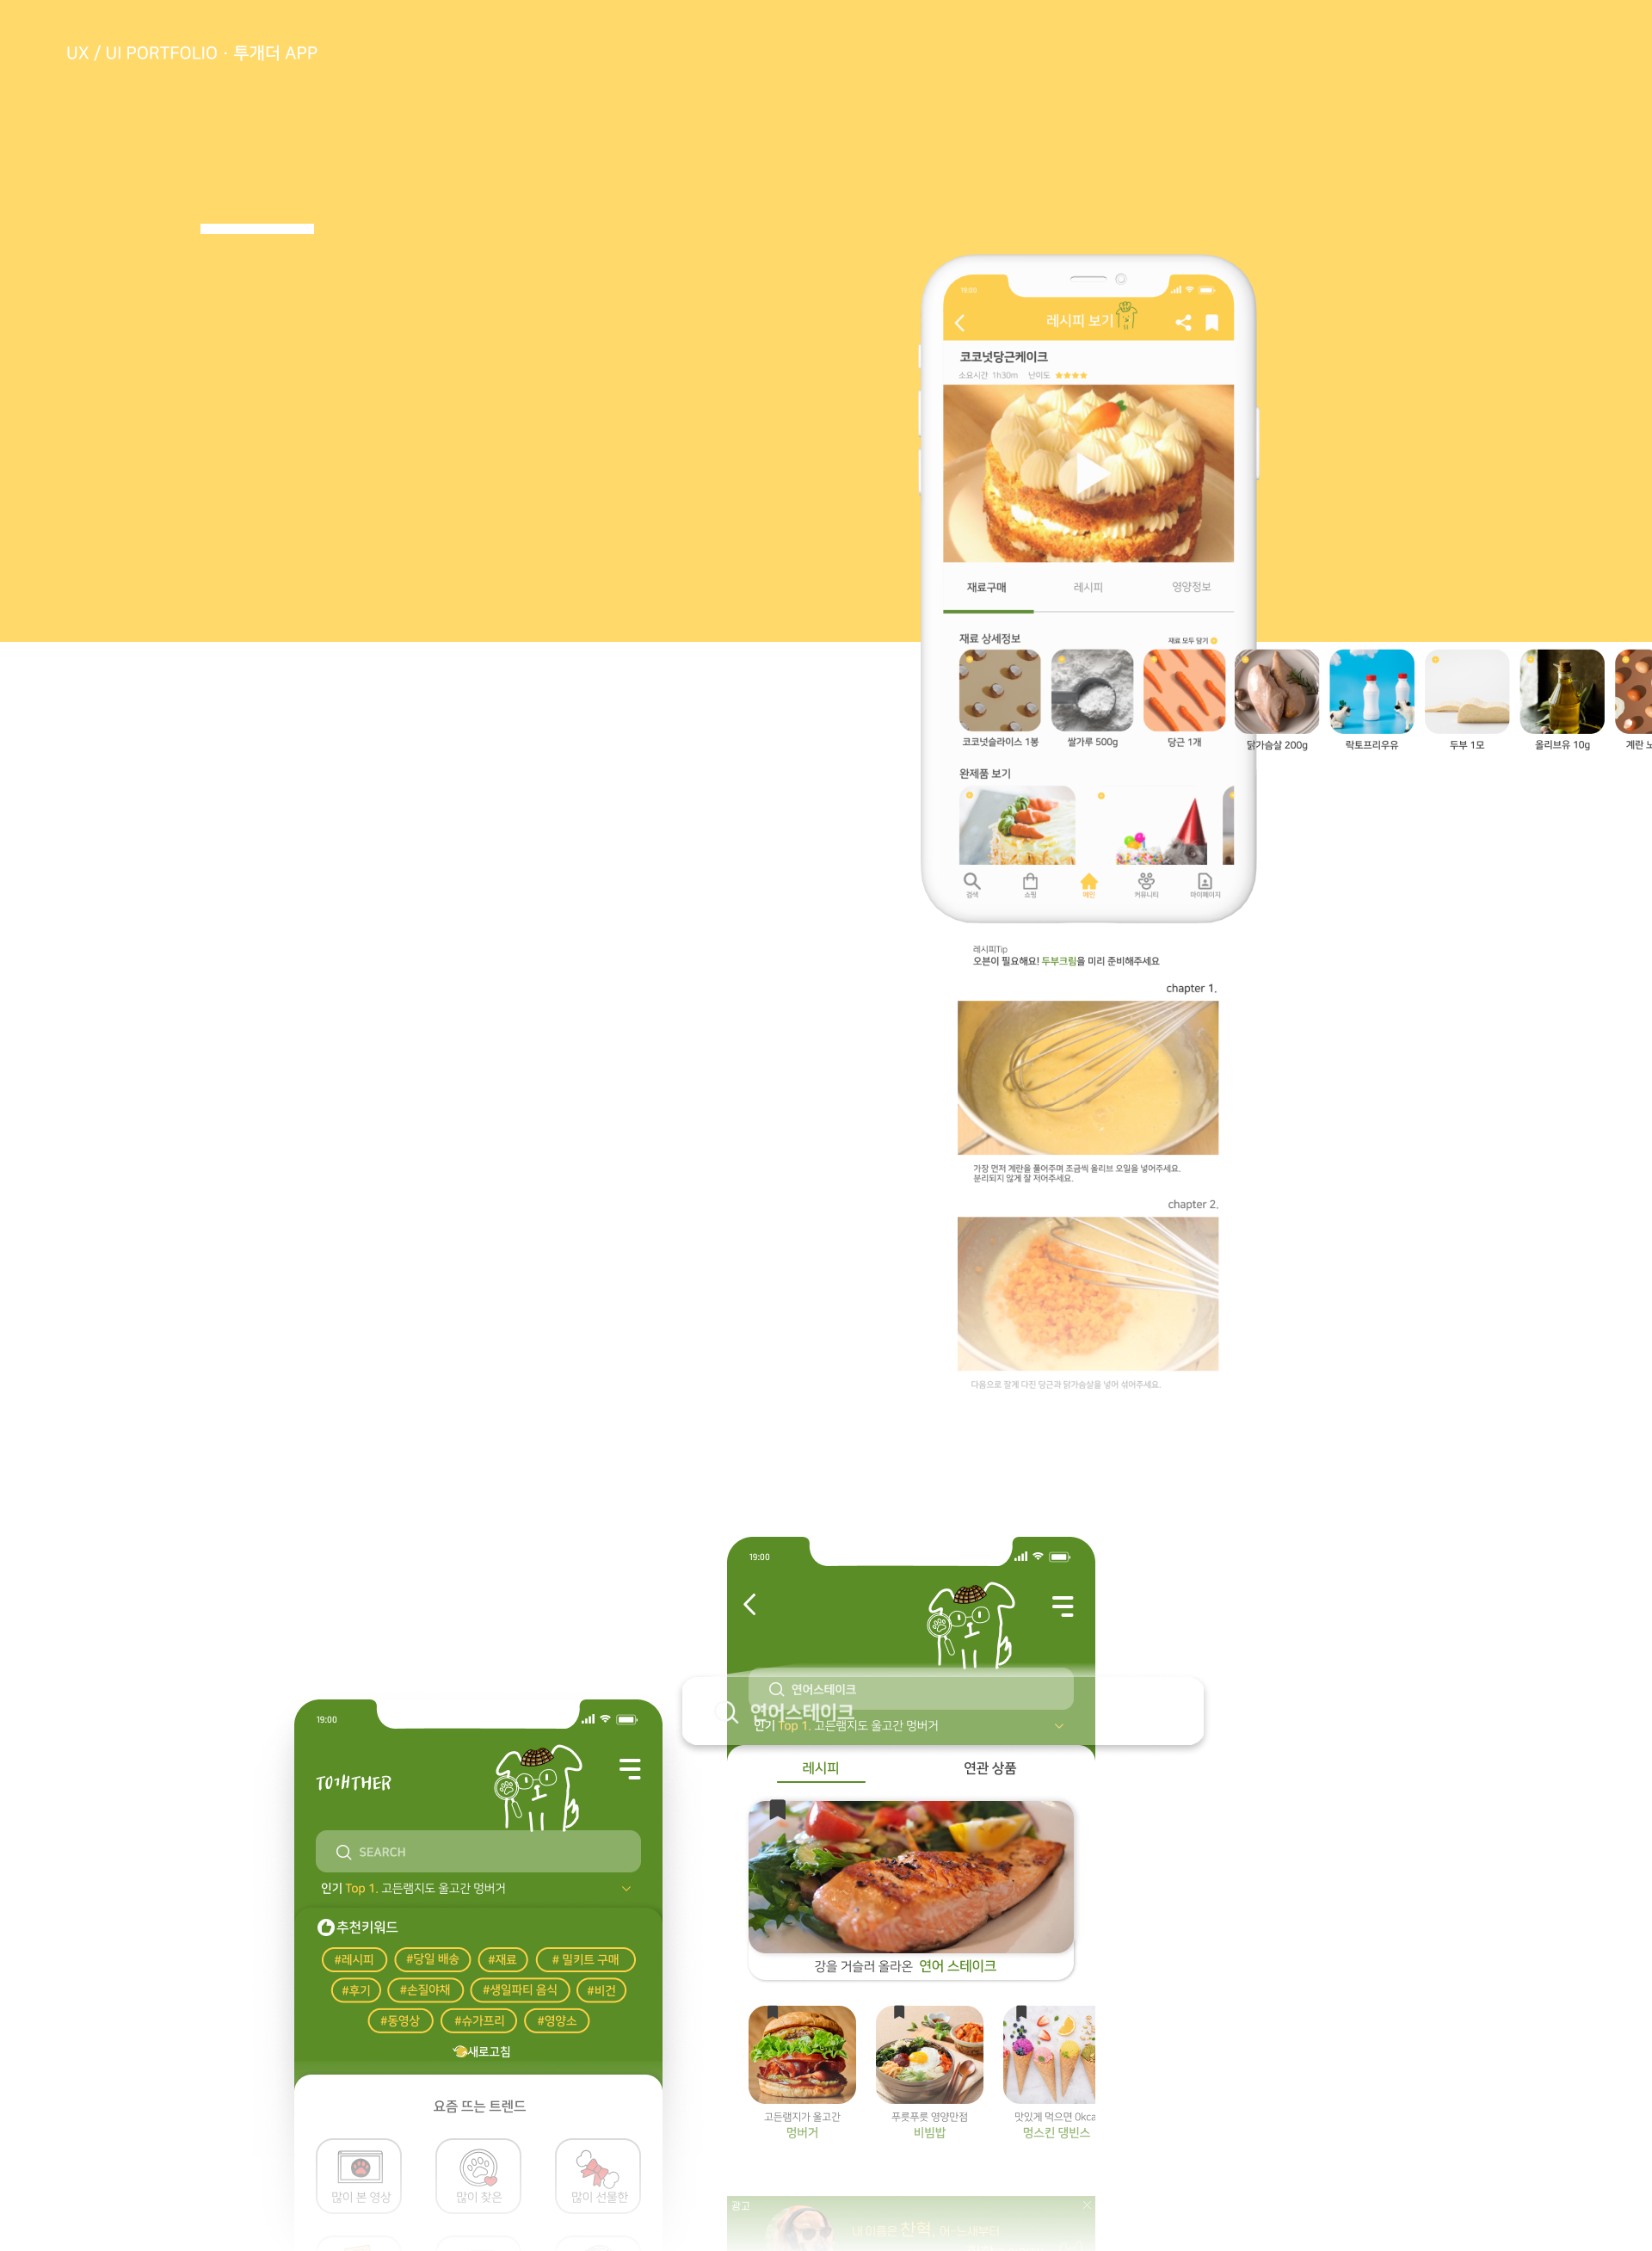 UX / UI PORTFOLIO · 투개더 APP
19:00
레시피 보기
코코넛당근케이크
소요시간 1h30m 난이도
재료구매 레시피 영양정보
재료 상세정보 재료 모두 담기
코코넛슬라이스 1봉 쌀가루 500g 당근 1개 닭가슴살 200g 락토프리우유 두부 1모 올리브유 10g 계란
완제품 보기
검색 쇼핑 메인 커뮤니티 마이페이지
레시피Tip
오븐이 필요해요! 두부크림을 미리 준비해주세요
chapter 1.
가장 먼저 계란을 풀어주며 조금씩 올리브 오일을 넣어주세요.
분리되지 않게 잘 저어주세요.
chapter 2.
다음으로 잘게 다진 당근과 닭가슴살을 넣어 섞어주세요.
19:00
연어스테이크
연어스테이크
인기 Top 1. 고든램지도 울고간 멍버거
레시피 연관 상품
강을 거슬러 올라온 연어 스테이크
고든램지가 울고간 푸릇푸릇 영양만점 맛있게 먹으면 0kca
멍버거 비빔밥 멍스킨 댕빈스
광고
내 이름은 찬혁, 어-느새부터
19:00
TO개HTHER
SEARCH
인기 Top 1. 고든램지도 울고간 멍버거
추천키워드
#레시피 #당일 배송 #재료 # 밀키트 구매
#후기 #손질야채 #생일파티 음식 #비건
#동영상 #슈가프리 #영양소
새로고침
요즘 뜨는 트렌드
많이 본 영상 많이 찾은 많이 선물한